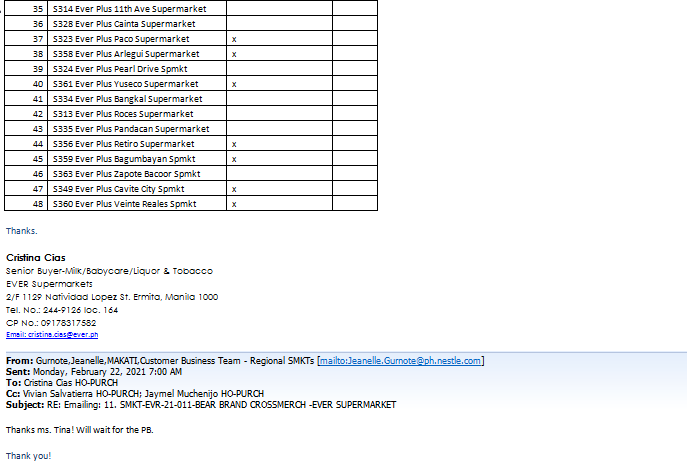 35 S314 Ever Plus 11th Ave Supermarket
36 S328 Ever Plus Cainta Supermarket
37 S323 Ever Plus Paco Supermarket x
38 S358 Ever Plus Arlegui Supermarket x
39 S324 Ever Plus Pearl Drive Spmkt
40 S361 Ever Plus Yuseco Supermarket x
41 S334 Ever Plus Bangkal Supermarket
42 S313 Ever Plus Roces Supermarket
43 S335 Ever Plus Pandacan Supermarket
44 S356 Ever Plus Retiro Supermarket x
45 S359 Ever Plus Bagumbayan Spmkt x
46 S363 Ever Plus Zapote Bacoor Spmkt
47 S349 Ever Plus Cavite City Spmkt x
48 S360 Ever Plus Veinte Reales Spmkt x
Thanks.
Cristina Cias
Senior Buyer-Milk/Babycare/Liquor & Tobacco
EVER Supermarkets
2/F 1129 Natividad Lopez St. Ermita, Manila 1000
Tel. No.: 244-9126 loc. 164
CP No.: 09178317582
Email: cristina.cias@ever.ph
From: Gurnote,Jeanelle,MAKATI,Customer Business Team - Regional SMKTs [mailto:Jeanelle.Gurnote@ph.nestle.com]
Sent: Monday, February 22, 2021 7:00 AM
To: Cristina Cias HO-PURCH
Cc: Vivian Salvatierra HO-PURCH; Jaymel Muchenijo HO-PURCH
Subject: RE: Emailing: 11. SMKT-EVR-21-011-BEAR BRAND CROSSMERCH -EVER SUPERMARKET
Thanks ms. Tina! Will wait for the PB.
Thank you!